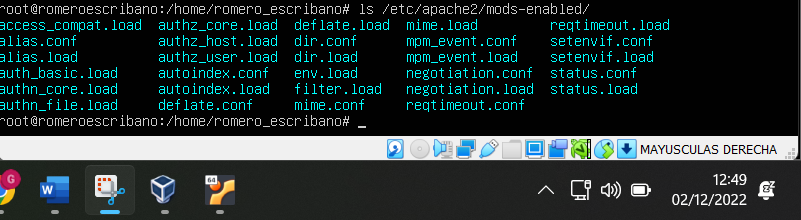 root@romeroescribano:/home/romero_escribano# ls /etc/apache2/mods-enabled/
access_compat.load authz_core.load deflate.load mime.load reqtimeout.load
alias.conf authz_host.load dir.conf mpm_event.conf setenvif.conf
alias.load authz_user.load dir.load mpm_event.load setenvif.load
auth_basic.load autoindex.conf env.load negotiation.conf status.conf
authn_core.load autoindex.load filter.load negotiation.load status.load
authn_file.load deflate.conf mime.conf reqtimeout.conf
root@romeroescribano:/home/romero_escribano# _
MAYUSCULAS DERECHA
G W 64 12:49
02/12/2022